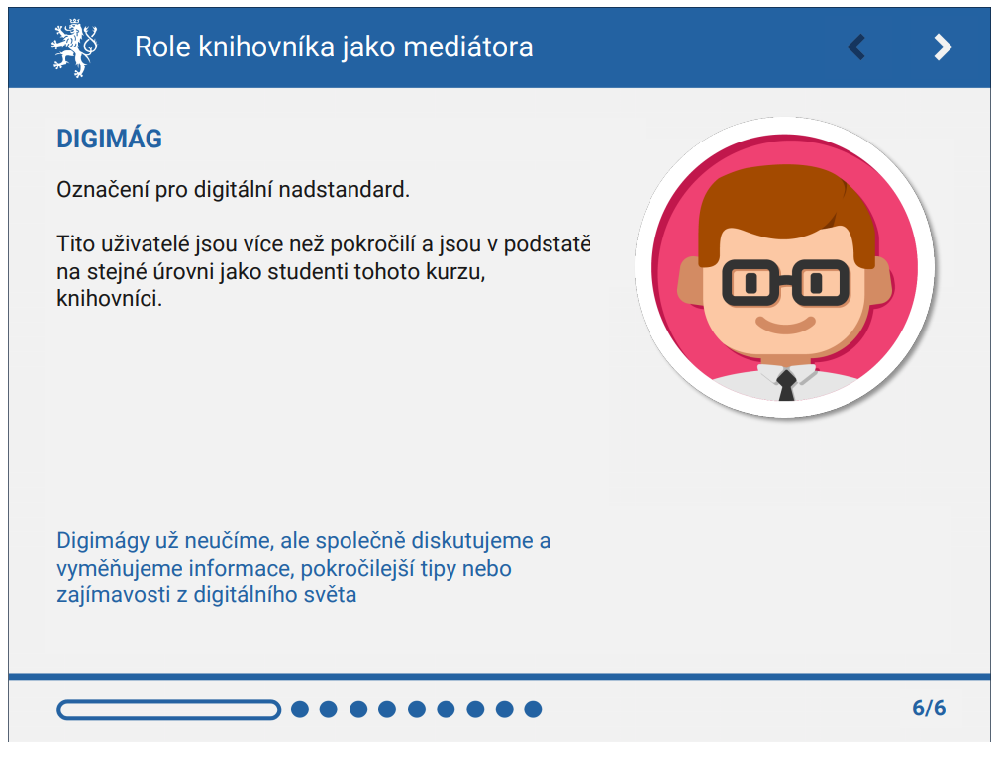 Role knihovníka jako mediátora
DIGIMÁG
Označení pro digitální nadstandard.
Tito uživatelé jsou více než pokročilí a jsou v podstatě
na stejné úrovni jako studenti tohoto kurzu,
knihovníci.
Digimágy už neučíme, ale společně diskutujeme a
vyměňujeme informace, pokročilejší tipy nebo
zajímavosti z digitálního světa
6/6